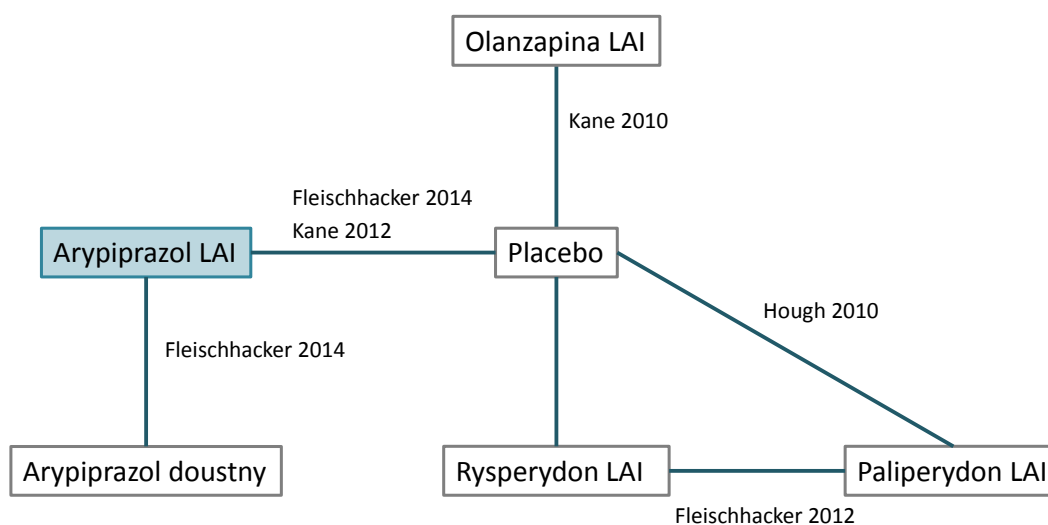 Olanzapina LAI
Kane 2010
Fleischhacker 2014
Kane 2012
Arypiprazol LAI
Placebo
Hough 2010
Fleischhacker 2014
Arypiprazol doustny
Rysperydon LAI
Paliperydon LAI
Fleischhacker 2012